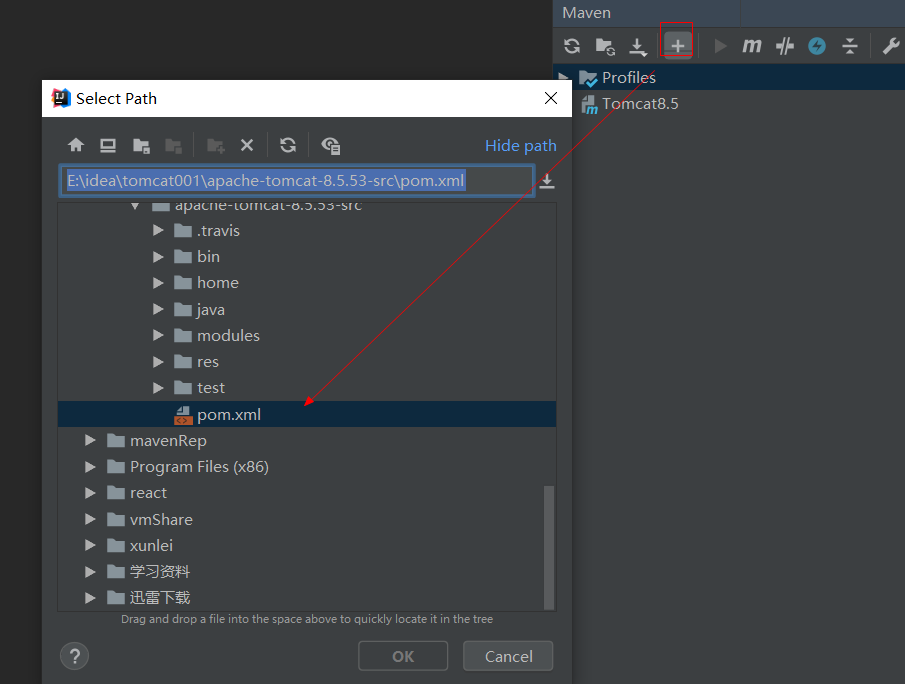 Maven
Profiles
Tomcat8.5
Select Path
Hide path
E:\idea\tomcat001\apache-tomcat-8.5.53-src\pom.xml
apache-tomcat-8.5.53-src
.travis
bin
home
java
modules
res
test
pom.xml
mavenRep
Program Files (x86)
react
vmShare
xunlei
学习资料
迅雷下载
Drag and drop a file into the space above to quickly locate it in the tree
?
OK
Cancel